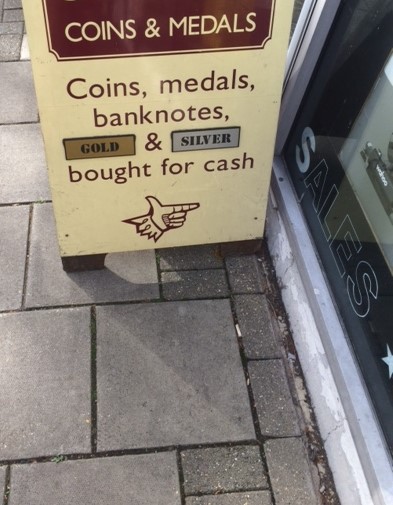 COINS & MEDALS
Coins, medals,
banknotes,
GOLD & SILVER
bought for cash
SALES